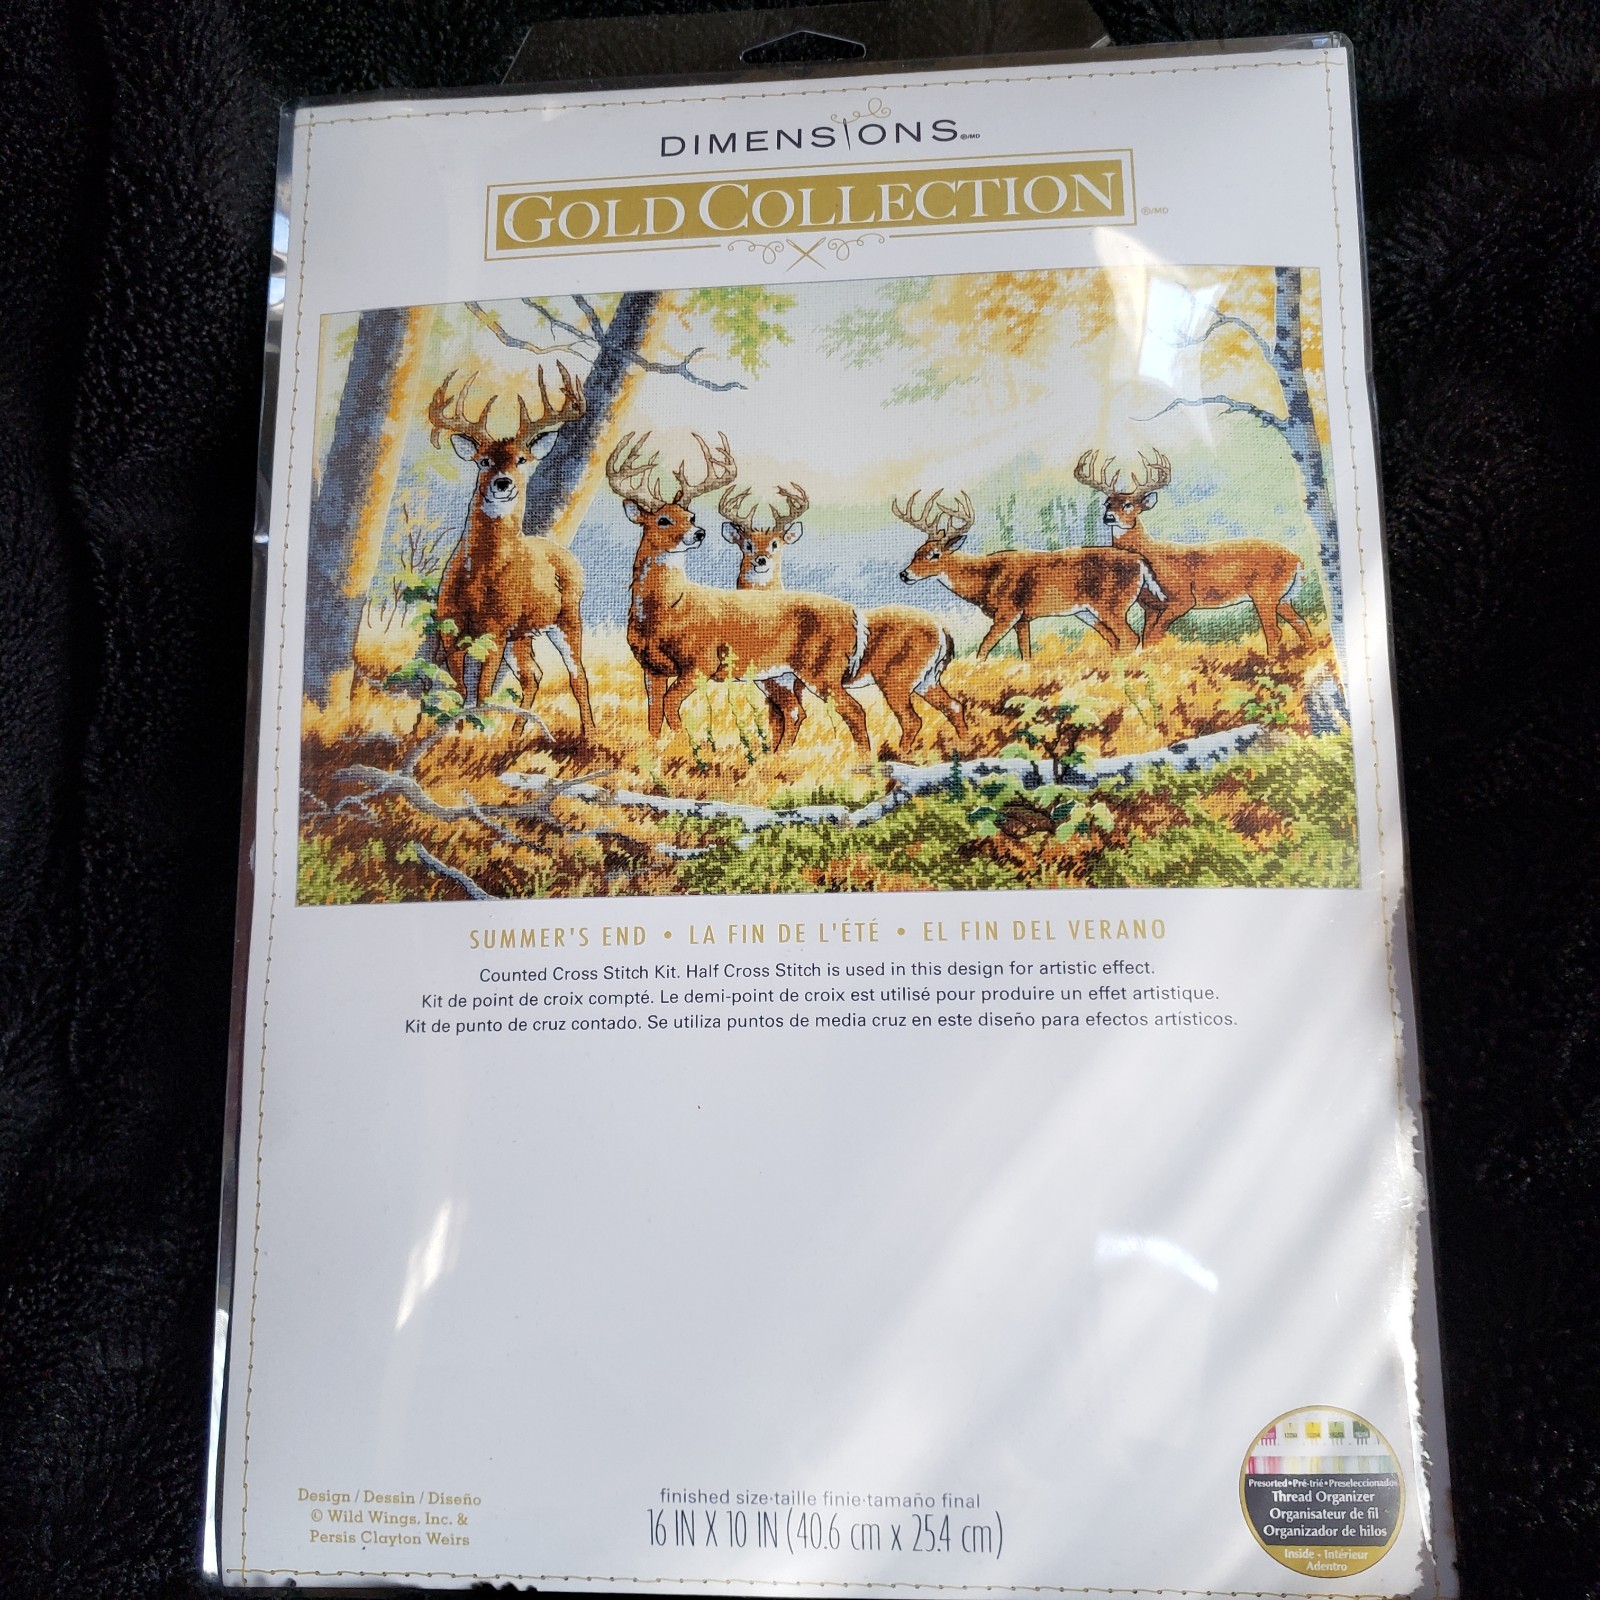 DIMENSIONS ®/MD
GOLD COLLECTION ®/MD
SUMMER'S END • LA FIN DE L'ÉTÉ • EL FIN DEL VERANO
Counted Cross Stitch Kit. Half Cross Stitch is used in this design for artistic effect.
Kit de point de croix compté. Le demi-point de croix est utilisé pour produire un effet artistique.
Kit de punto de cruz contado. Se utiliza puntos de media cruz en este diseño para efectos artísticos.
Design / Dessin / Diseño
© Wild Wings, Inc. &
Persis Clayton Weirs
finished size·taille finie·tamaño final
16 IN X 10 IN (40.6 cm x 25.4 cm)
Presorted•Pré-trié•Preseleccionados
Thread Organizer
Organisateur de fil
Organizador de hilos
Inside - Intérieur
Adentro